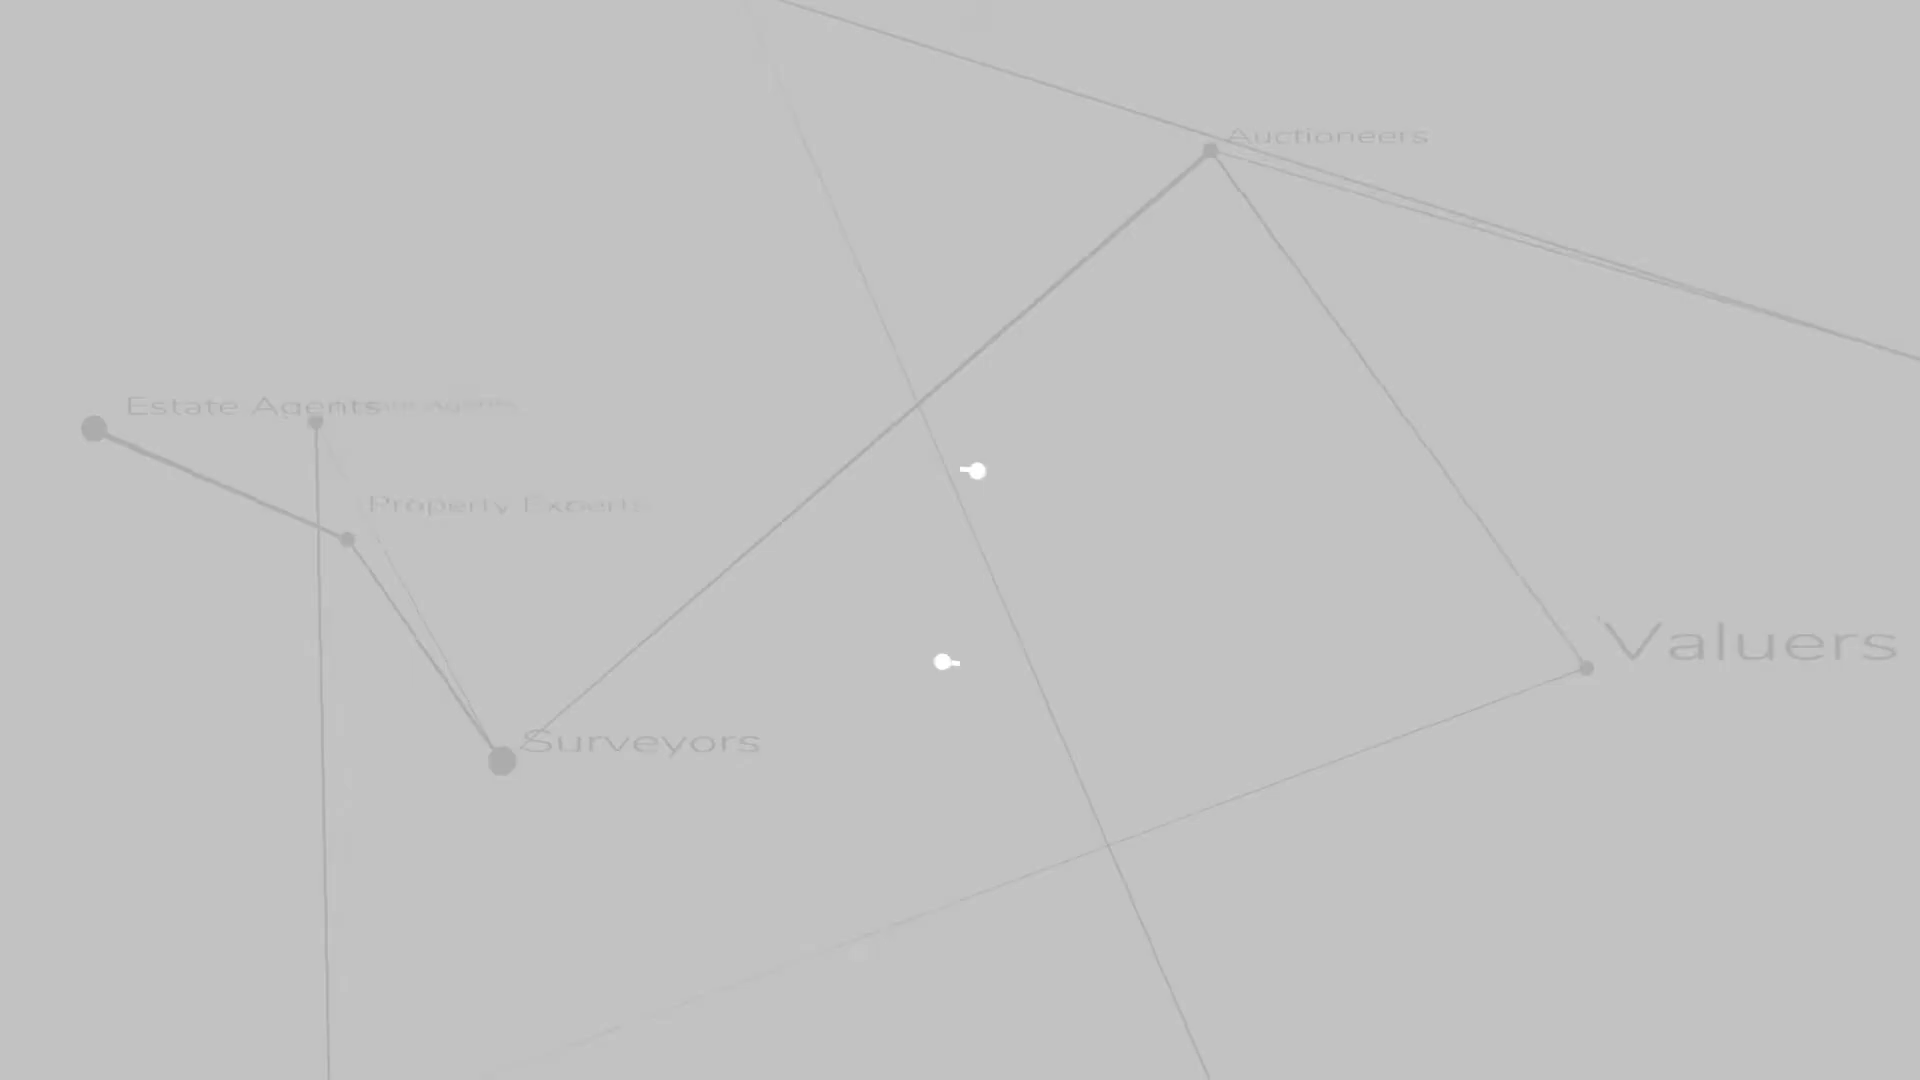 Auctioneers
Estate Agents
Property Experts
Valuers
Surveyors